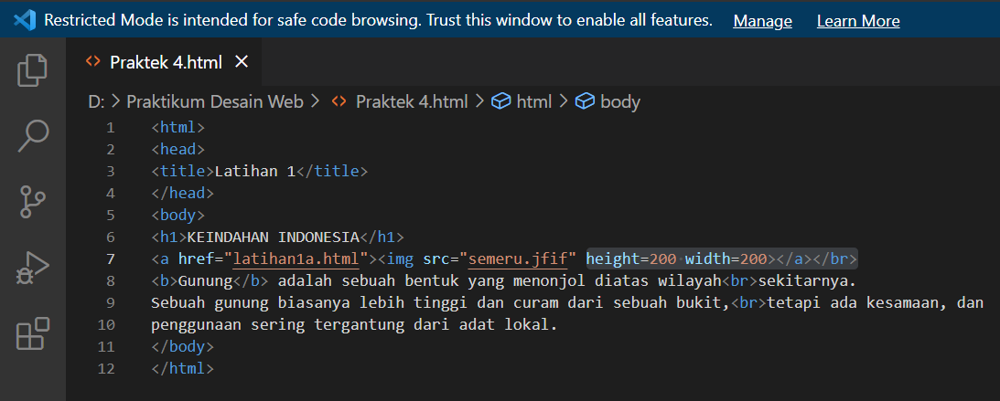 Restricted Mode is intended for safe code browsing. Trust this window to enable all features. Manage Learn More
Praktek 4.html
D: > Praktikum Desain Web > Praktek 4.html > html > body
1 <html>
2 <head>
3 <title>Latihan 1</title>
4 </head>
5 <body>
6 <h1>KEINDAHAN INDONESIA</h1>
7 <a href="latihan1a.html"><img src="semeru.jfif" height=200 width=200></a></br>
8 <b>Gunung</b> adalah sebuah bentuk yang menonjol diatas wilayah<br>sekitarnya.
9 Sebuah gunung biasanya lebih tinggi dan curam dari sebuah bukit,<br>tetapi ada kesamaan, dan
10 penggunaan sering tergantung dari adat lokal.
11 </body>
12 </html>